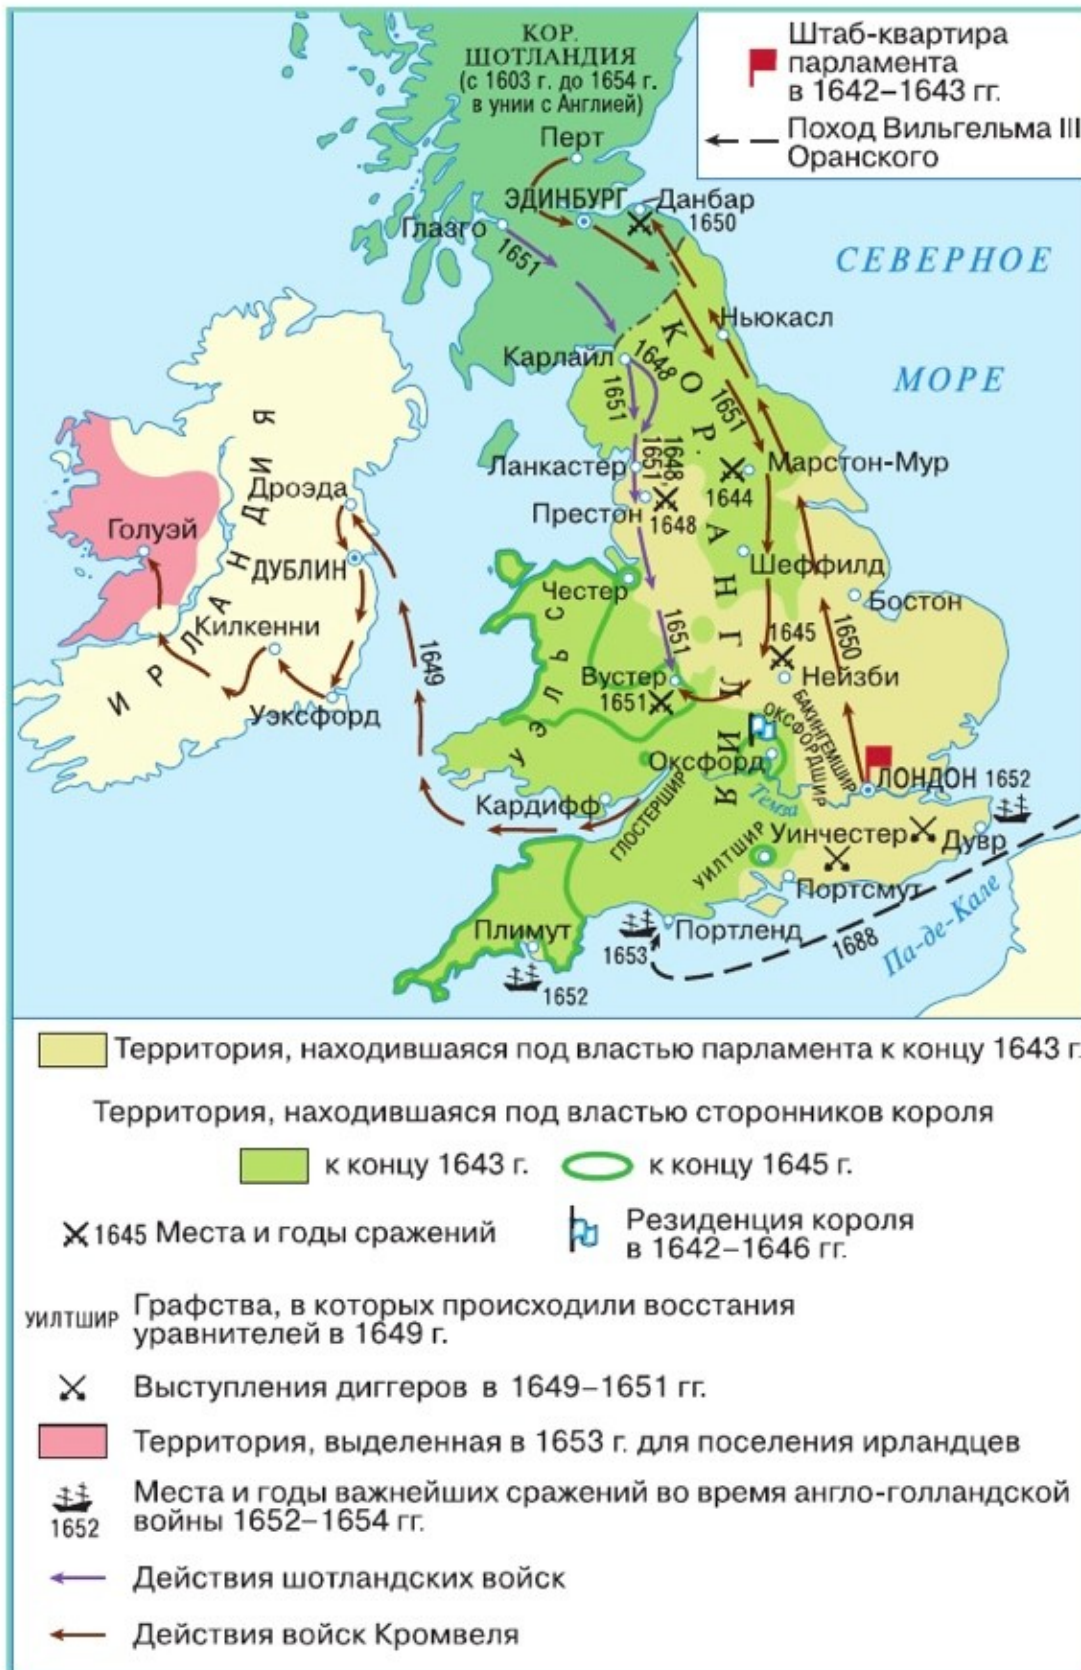 КОР.
ШОТЛАНДИЯ
(с 1603 г. до 1654 г.
в унии с Англией)
Штаб-квартира
парламента
в 1642–1643 гг.
Поход Вильгельма III
Оранского
Перт
ЭДИНБУРГ
Данбар
1650
Глазго
1651
СЕВЕРНОЕ
МОРЕ
Ньюкасл
Карлайл
1648
1651
1651
КОР. АНГЛИЯ
Ланкастер
1648,
1651
Марстон-Мур
1644
Престон
1648
ИРЛАНДИЯ
Дроэда
Голуэй
ДУБЛИН
Шеффилд
Честер
Бостон
Килкенни
1649
УЭЛЬС
1651
1645
1650
Вустер
1651
Нейзби
Уэксфорд
БАКИНГЕМШИР
ОКСФОРДШИР
Оксфорд
ЛОНДОН 1652
Темза
Кардифф
ГЛОСТЕРШИР
Уинчестер
Дувр
УИЛТШИР
Портсмут
Плимут
1652
1653
Портленд
1688
Па-де-Кале
Территория, находившаяся под властью парламента к концу 1643 г.
Территория, находившаяся под властью сторонников короля
к концу 1643 г.
к концу 1645 г.
1645 Места и годы сражений
Резиденция короля
в 1642–1646 гг.
УИЛТШИР
Графства, в которых происходили восстания
уравнителей в 1649 г.
Выступления диггеров в 1649–1651 гг.
Территория, выделенная в 1653 г. для поселения ирландцев
1652
Места и годы важнейших сражений во время англо-голландской
войны 1652–1654 гг.
Действия шотландских войск
Действия войск Кромвеля